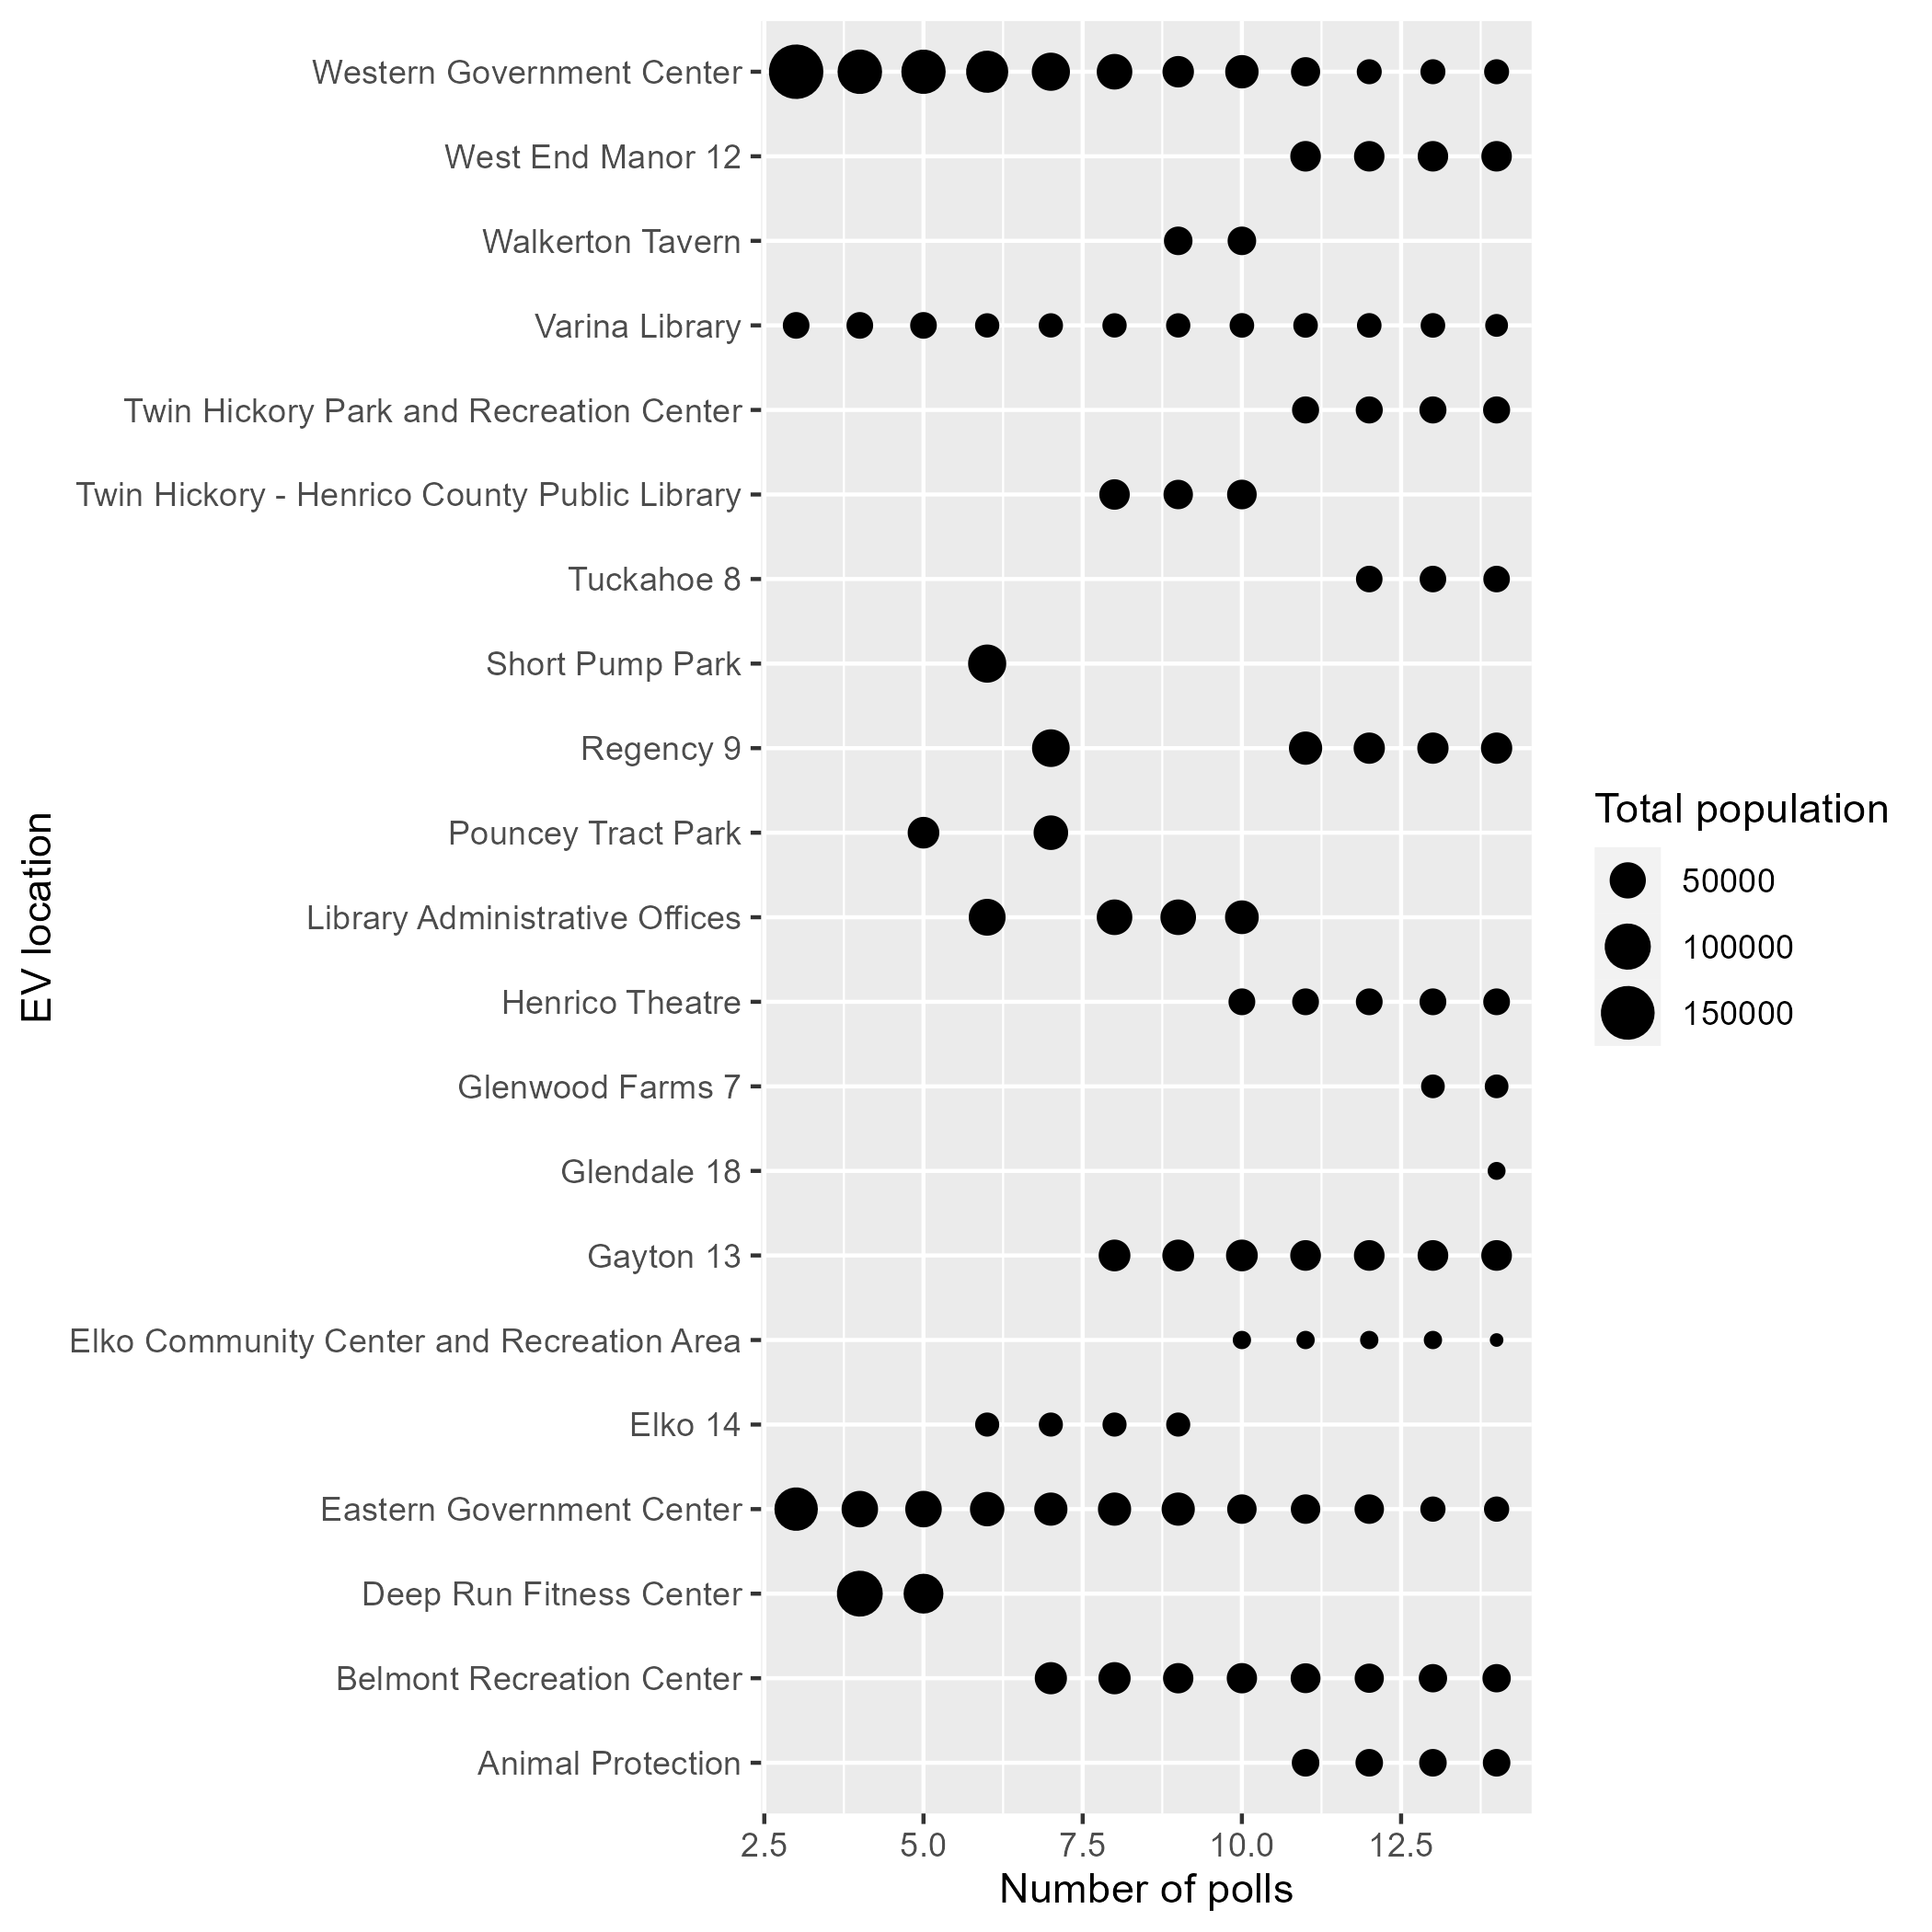 Western Government Center
West End Manor 12
Walkerton Tavern
Varina Library
Twin Hickory Park and Recreation Center
Twin Hickory - Henrico County Public Library
Tuckahoe 8
Short Pump Park
Regency 9
Pouncey Tract Park
Library Administrative Offices
Henrico Theatre
Glenwood Farms 7
Glendale 18
Gayton 13
Elko Community Center and Recreation Area
Elko 14
Eastern Government Center
Deep Run Fitness Center
Belmont Recreation Center
Animal Protection
EV location
2.5 5.0 7.5 10.0 12.5
Number of polls
Total population
50000
100000
150000